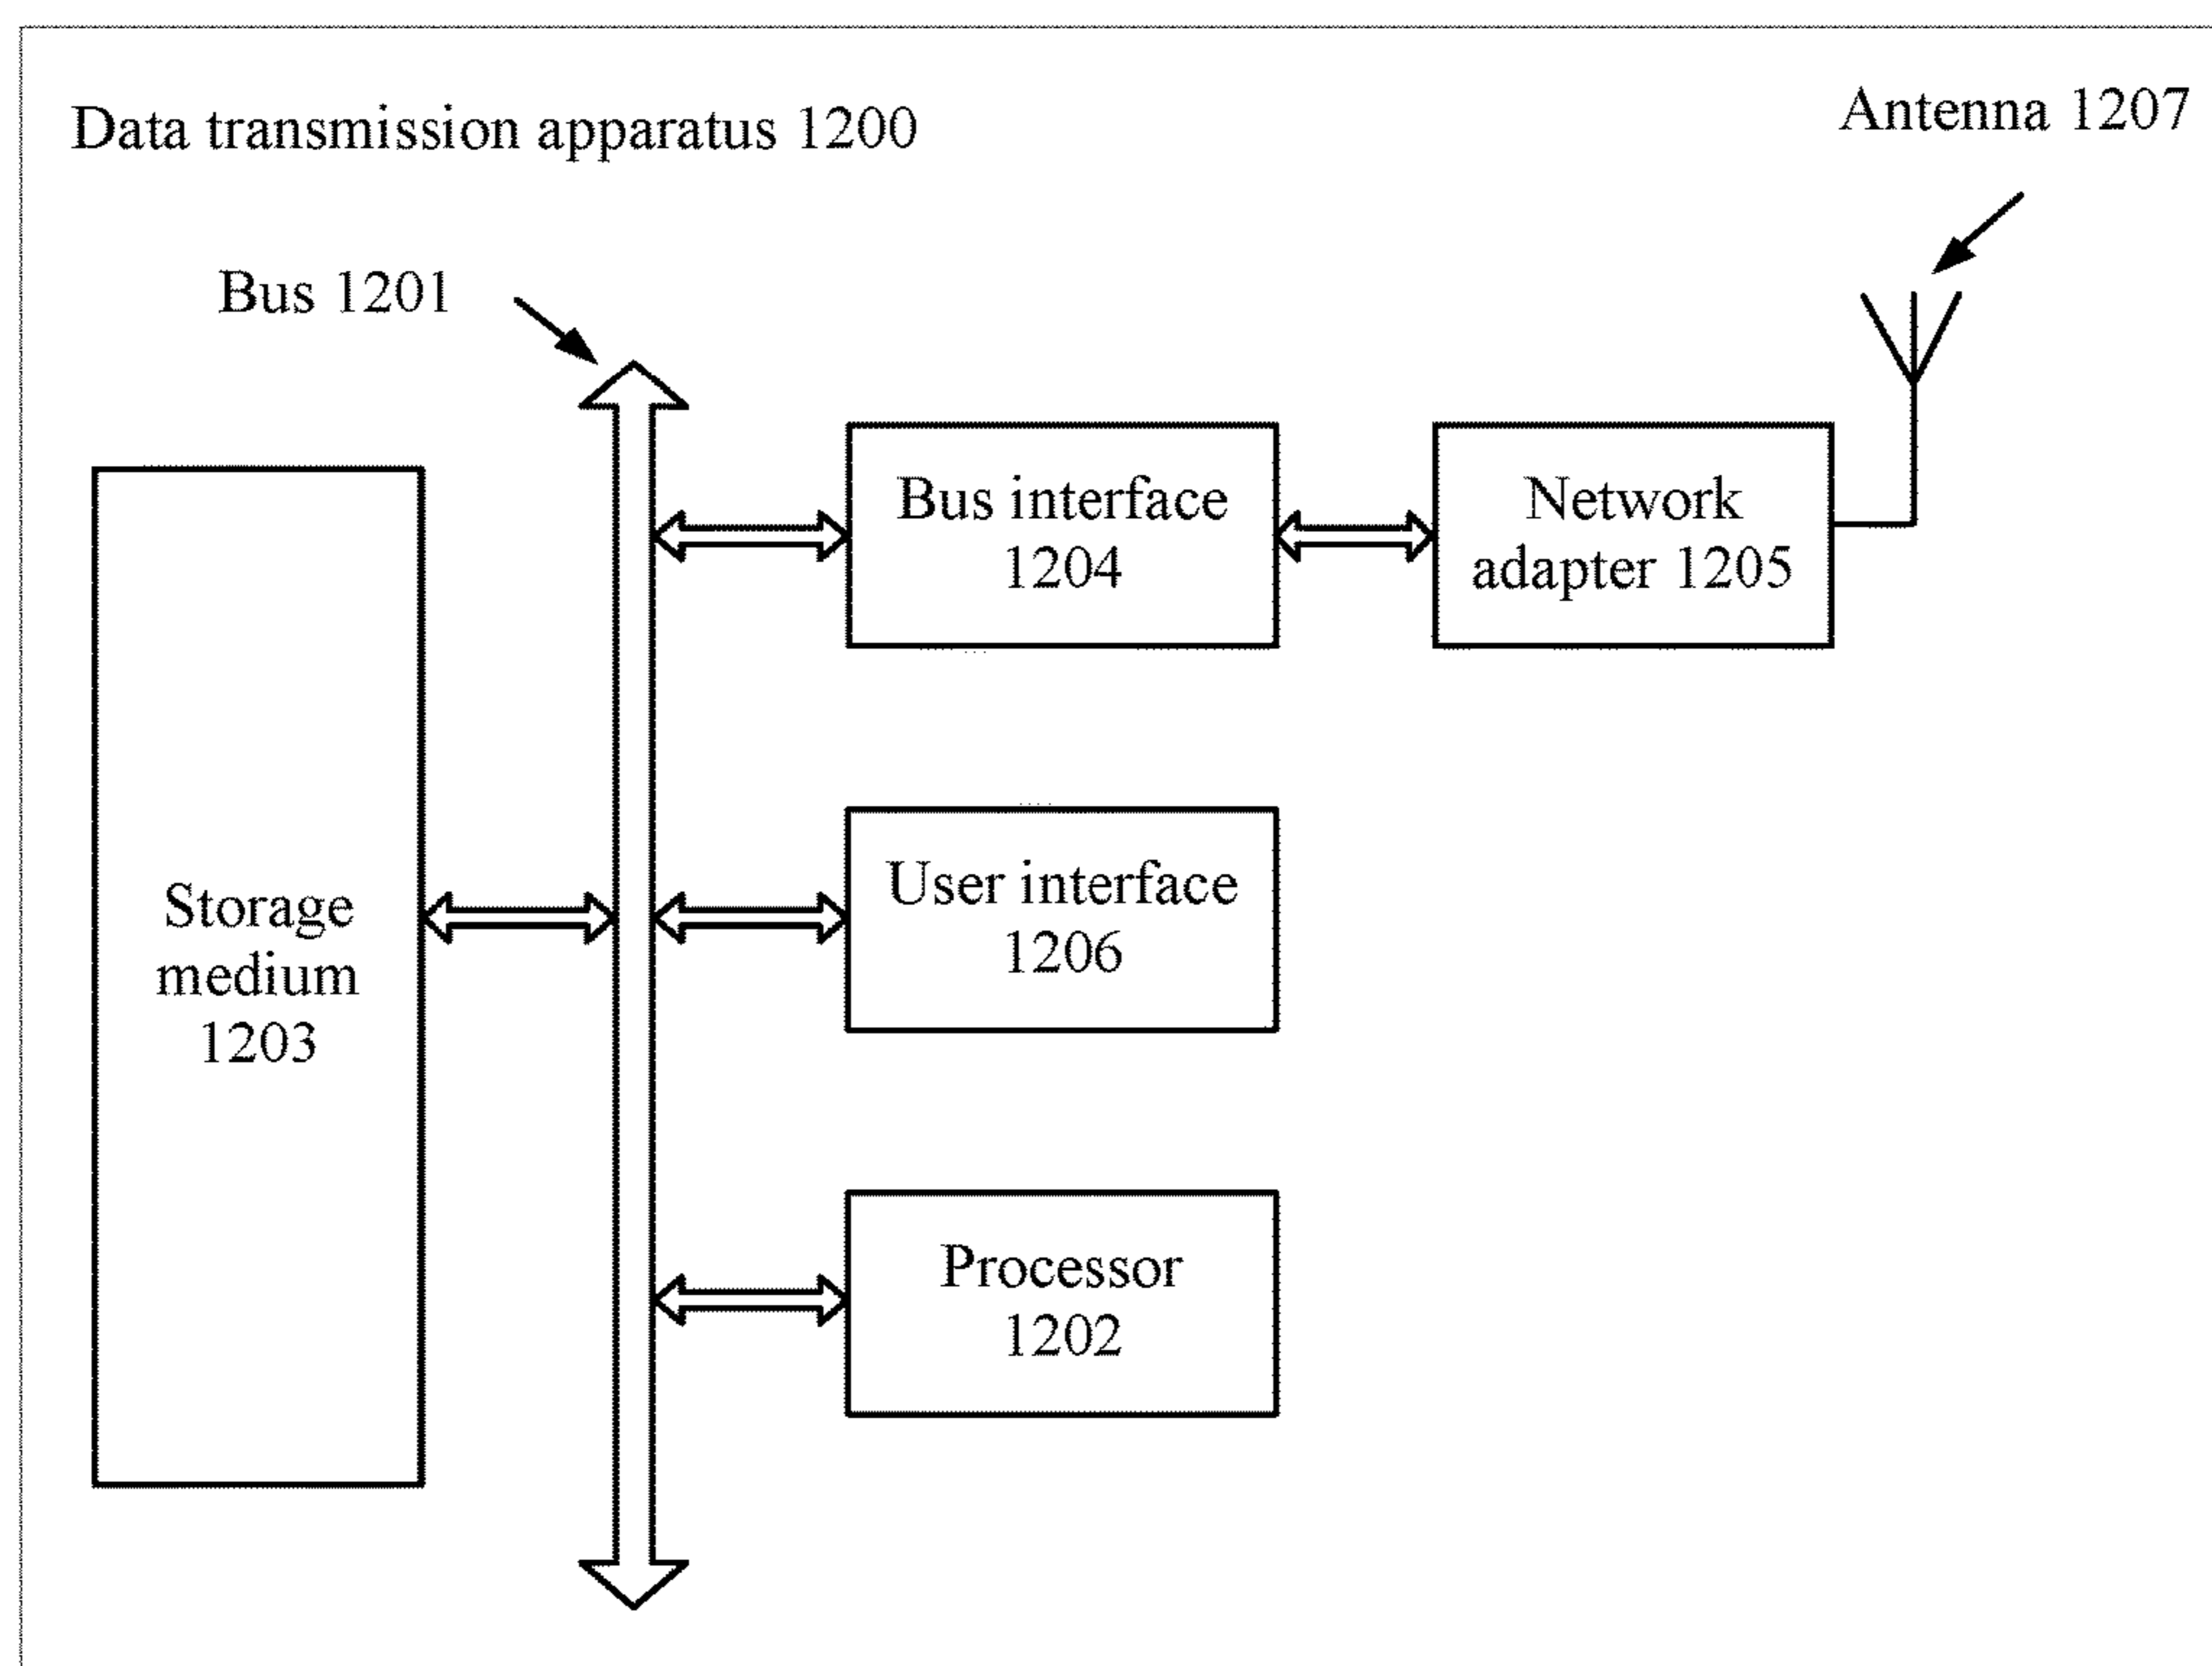 Data transmission apparatus 1200
Antenna 1207
Bus 1201
Bus interface
1204
Network
adapter 1205
Storage
medium
1203
User interface
1206
Processor
1202